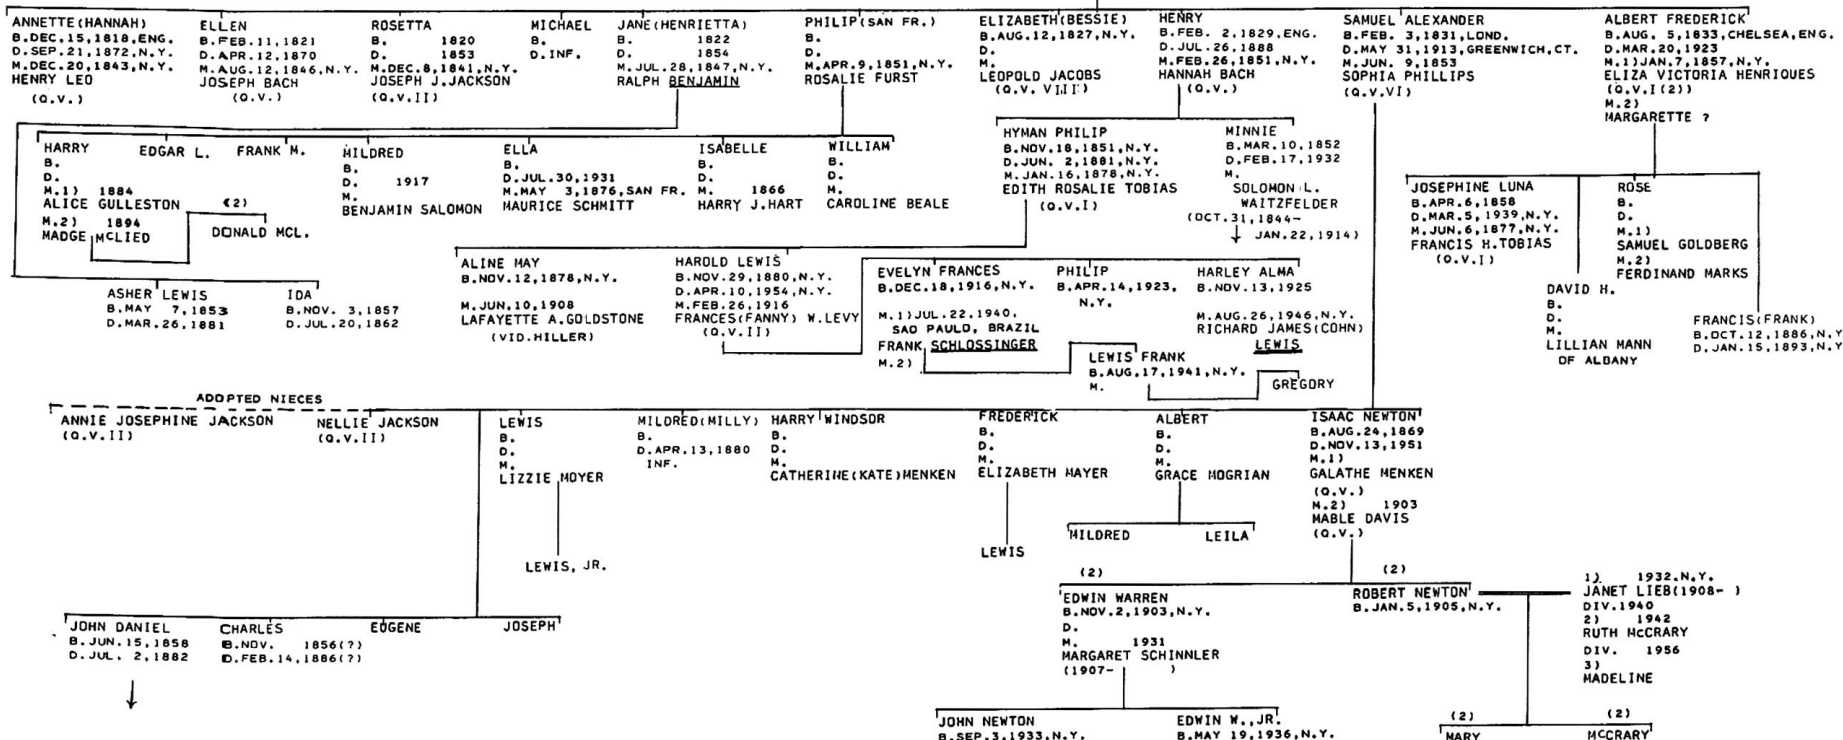 ANNETTE(HANNAH)
B.DEC.15,1818,ENG.
D.SEP.21,1872,N.Y.
M.DEC.20,1843,N.Y.
HENRY LEO
(Q.V.)
ELLEN
B.FEB.11,1821
D.APR.12,1870
M.AUG.12,1846,N.Y.
JOSEPH BACH
(Q.V.)
ROSETTA
B. 1820
D. 1853
M.DEC.8,1841,N.Y.
JOSEPH J.JACKSON
(Q.V.II)
MICHAEL
B.
D.INF.
JANE(HENRIETTA)
B. 1822
D. 1854
M.JUL.28,1847,N.Y.
RALPH BENJAMIN
PHILIP(SAN FR.)
B.
D.
M.APR.9,1851,N.Y.
ROSALIE FURST
ELIZABETH(BESSIE)
B.AUG.12,1827,N.Y.
D.
M.
LEOPOLD JACOBS
(Q.V. VIII)
HENRY
B.FEB. 2,1829,ENG.
D.JUL.26,1888
M.FEB.26,1851,N.Y.
HANNAH BACH
(Q.V.)
SAMUEL ALEXANDER
B.FEB. 3,1831,LOND.
D.MAY 31,1913,GREENWICH,CT.
M.JUN. 9,1853
SOPHIA PHILLIPS
(Q.V.VI)
ALBERT FREDERICK
B.AUG. 5,1833,CHELSEA,ENG.
D.MAR.20,1923
M.1)JAN.7,1857,N.Y.
ELIZA VICTORIA HENRIQUES
(Q.V.I(2))
M.2)
MARGARETTE ?
HARRY
B.
D.
M.1) 1884
ALICE GULLESTON
M.2) 1894
MADGE MCLIED
(2)
DONALD MCL.
EDGAR L.
FRANK M.
MILDRED
B.
D. 1917
M.
BENJAMIN SALOMON
ELLA
B.
D.JUL.30,1931
M.MAY 3,1876,SAN FR.
MAURICE SCHMITT
ISABELLE
B.
D.
M. 1866
HARRY J.HART
WILLIAM
B.
D.
M.
CAROLINE BEALE
HYMAN PHILIP
B.NOV.18,1851,N.Y.
D.JUN. 2,1881,N.Y.
M.JAN.16,1878,N.Y.
EDITH ROSALIE TOBIAS
(Q.V.I)
MINNIE
B.MAR.10,1852
D.FEB.17,1932
M.
SOLOMON L.
WAITZFELDER
(OCT.31,1844-
JAN.22,1914)
JOSEPHINE LUNA
B.APR.6,1858
D.MAR.5,1939,N.Y.
M.JUN.6,1877,N.Y.
FRANCIS H.TOBIAS
(Q.V.I)
ROSE
B.
D.
M.1)
SAMUEL GOLDBERG
M.2)
FERDINAND MARKS
DAVID H.
B.
D.
M.
LILLIAN MANN
OF ALBANY
FRANCIS(FRANK)
B.OCT.12,1886,N.Y
D.JAN.15,1893,N.Y
ASHER LEWIS
B.MAY 7,1853
D.MAR.26,1881
IDA
B.NOV. 3,1857
D.JUL.20,1862
ALINE MAY
B.NOV.12,1878,N.Y.
M.JUN.10,1908
LAFAYETTE A.GOLDSTONE
(VID.HILLER)
HAROLD LEWIS
B.NOV.29,1880,N.Y.
D.APR.10,1954,N.Y.
M.FEB.26,1916
FRANCES(FANNY) W.LEVY
(Q.V.II)
EVELYN FRANCES
B.DEC.18,1916,N.Y.
M.1)JUL.22,1940,
SAO PAULO, BRAZIL
FRANK SCHLOSSINGER
M.2)
PHILIP
B.APR.14,1923,
N.Y.
HARLEY ALMA
B.NOV.13,1925
M.AUG.26,1946,N.Y.
RICHARD JAMES(COHN)
LEWIS
LEWIS FRANK
B.AUG.17,1941,N.Y.
M.
GREGORY
ADOPTED NIECES
ANNIE JOSEPHINE JACKSON
(Q.V.II)
NELLIE JACKSON
(Q.V.II)
LEWIS
B.
D.
M.
LIZZIE MOYER
MILDRED(MILLY)
B.
D.APR.13,1880
INF.
HARRY WINDSOR
B.
D.
M.
CATHERINE(KATE)MENKEN
FREDERICK
B.
D.
M.
ELIZABETH MAYER
ALBERT
B.
D.
M.
GRACE MOGRIAN
ISAAC NEWTON
B.AUG.24,1869
D.NOV.13,1951
M.1)
GALATHE MENKEN
(Q.V.)
M.2) 1903
MABLE DAVIS
(Q.V.)
LEWIS, JR.
LEWIS
MILDRED
LEILA
(2)
EDWIN WARREN
B.NOV.2,1903,N.Y.
D.
M. 1931
MARGARET SCHINNLER
(1907- )
(2)
ROBERT NEWTON
B.JAN.5,1905,N.Y.
1) 1932,N.Y.
JANET LIEB(1908- )
DIV.1940
2) 1942
RUTH McCRARY
DIV. 1956
3)
MADELINE
JOHN DANIEL
B.JUN.15,1858
D.JUL. 2,1882
CHARLES
B.NOV. 1856(?)
D.FEB.14,1886(?)
EUGENE
JOSEPH
JOHN NEWTON
B.SEP.3,1933,N.Y.
EDWIN W.,JR.
B.MAY 19,1936,N.Y.
(2)
MARY
(2)
McCRARY